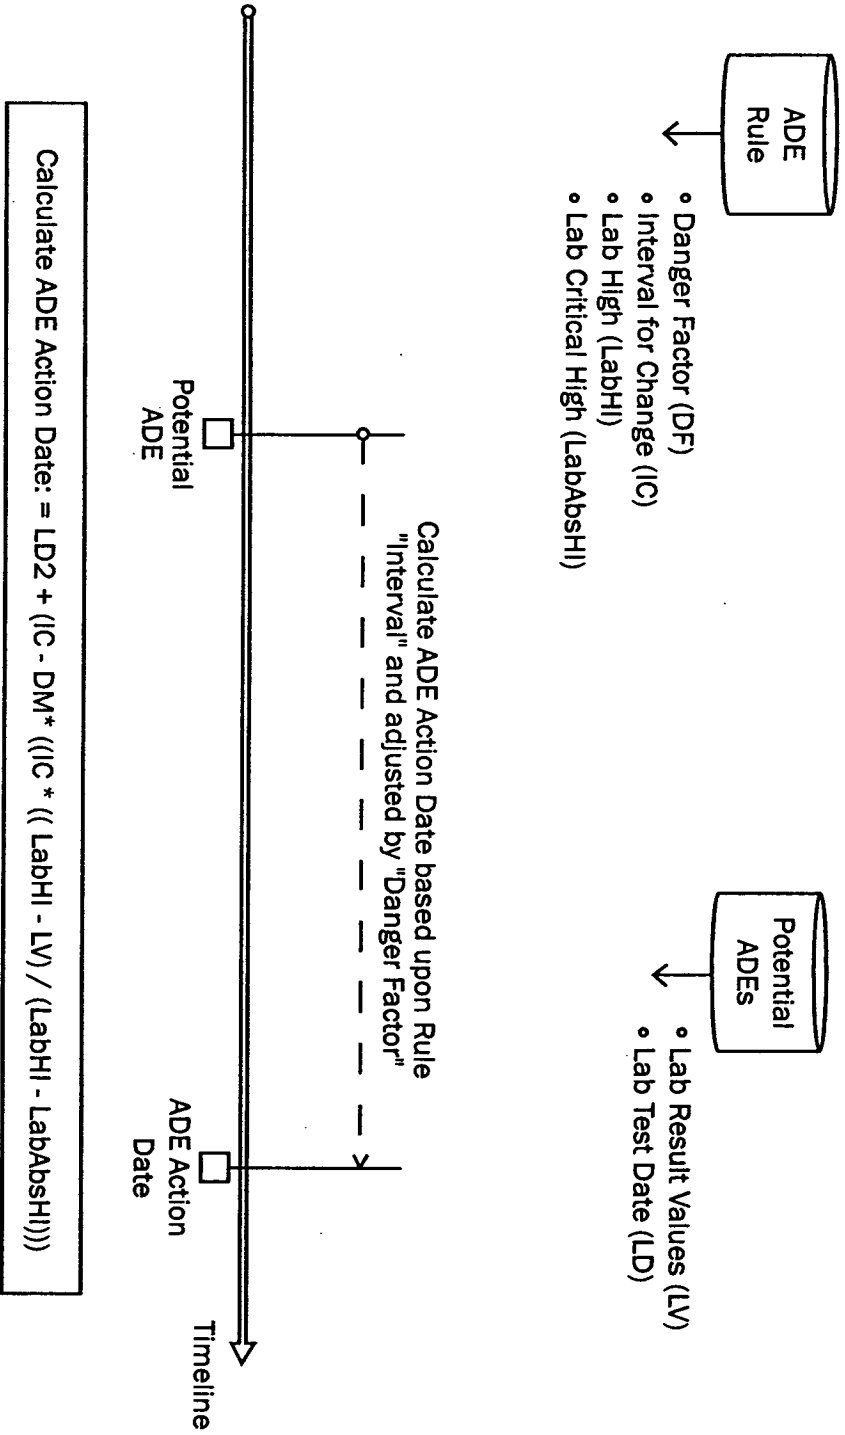 ADE
Rule
• Danger Factor (DF)
• Interval for Change (IC)
• Lab High (LabHI)
• Lab Critical High (LabAbsHI)
Potential
ADEs
• Lab Result Values (LV)
• Lab Test Date (LD)
Calculate ADE Action Date based upon Rule
"Interval" and adjusted by "Danger Factor"
Potential
ADE
ADE Action
Date
Timeline
Calculate ADE Action Date: = LD2 + (IC - DM* ((IC * (( LabHI - LV) / (LabHI - LabAbsHI)))